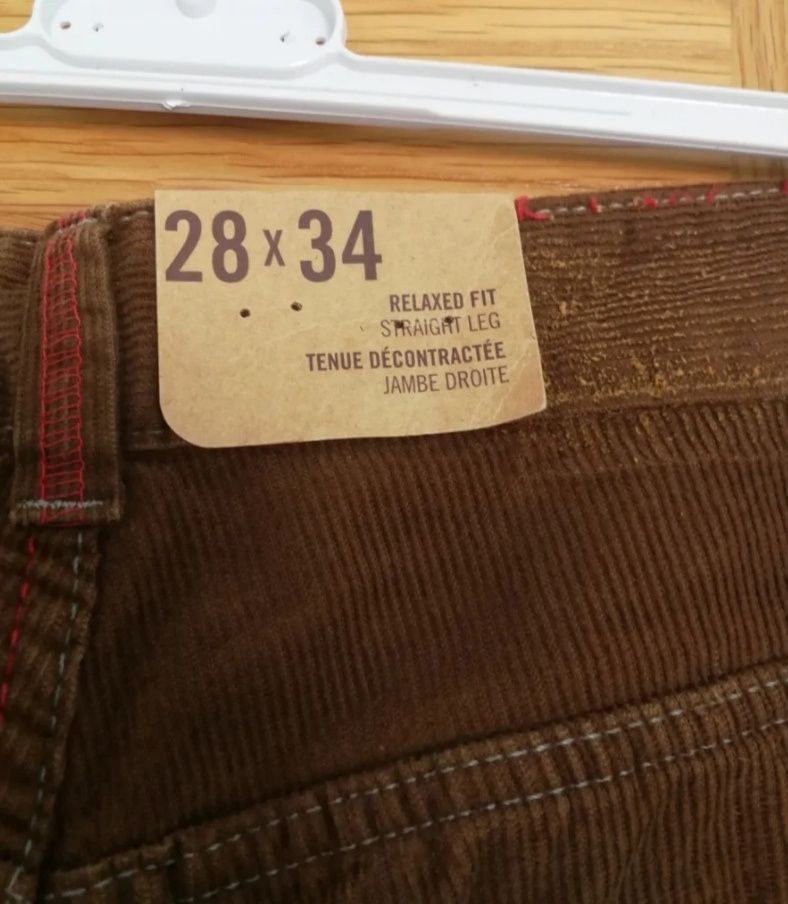 28 x 34
RELAXED FIT
STRAIGHT LEG
TENUE DÉCONTRACTÉE
JAMBE DROITE